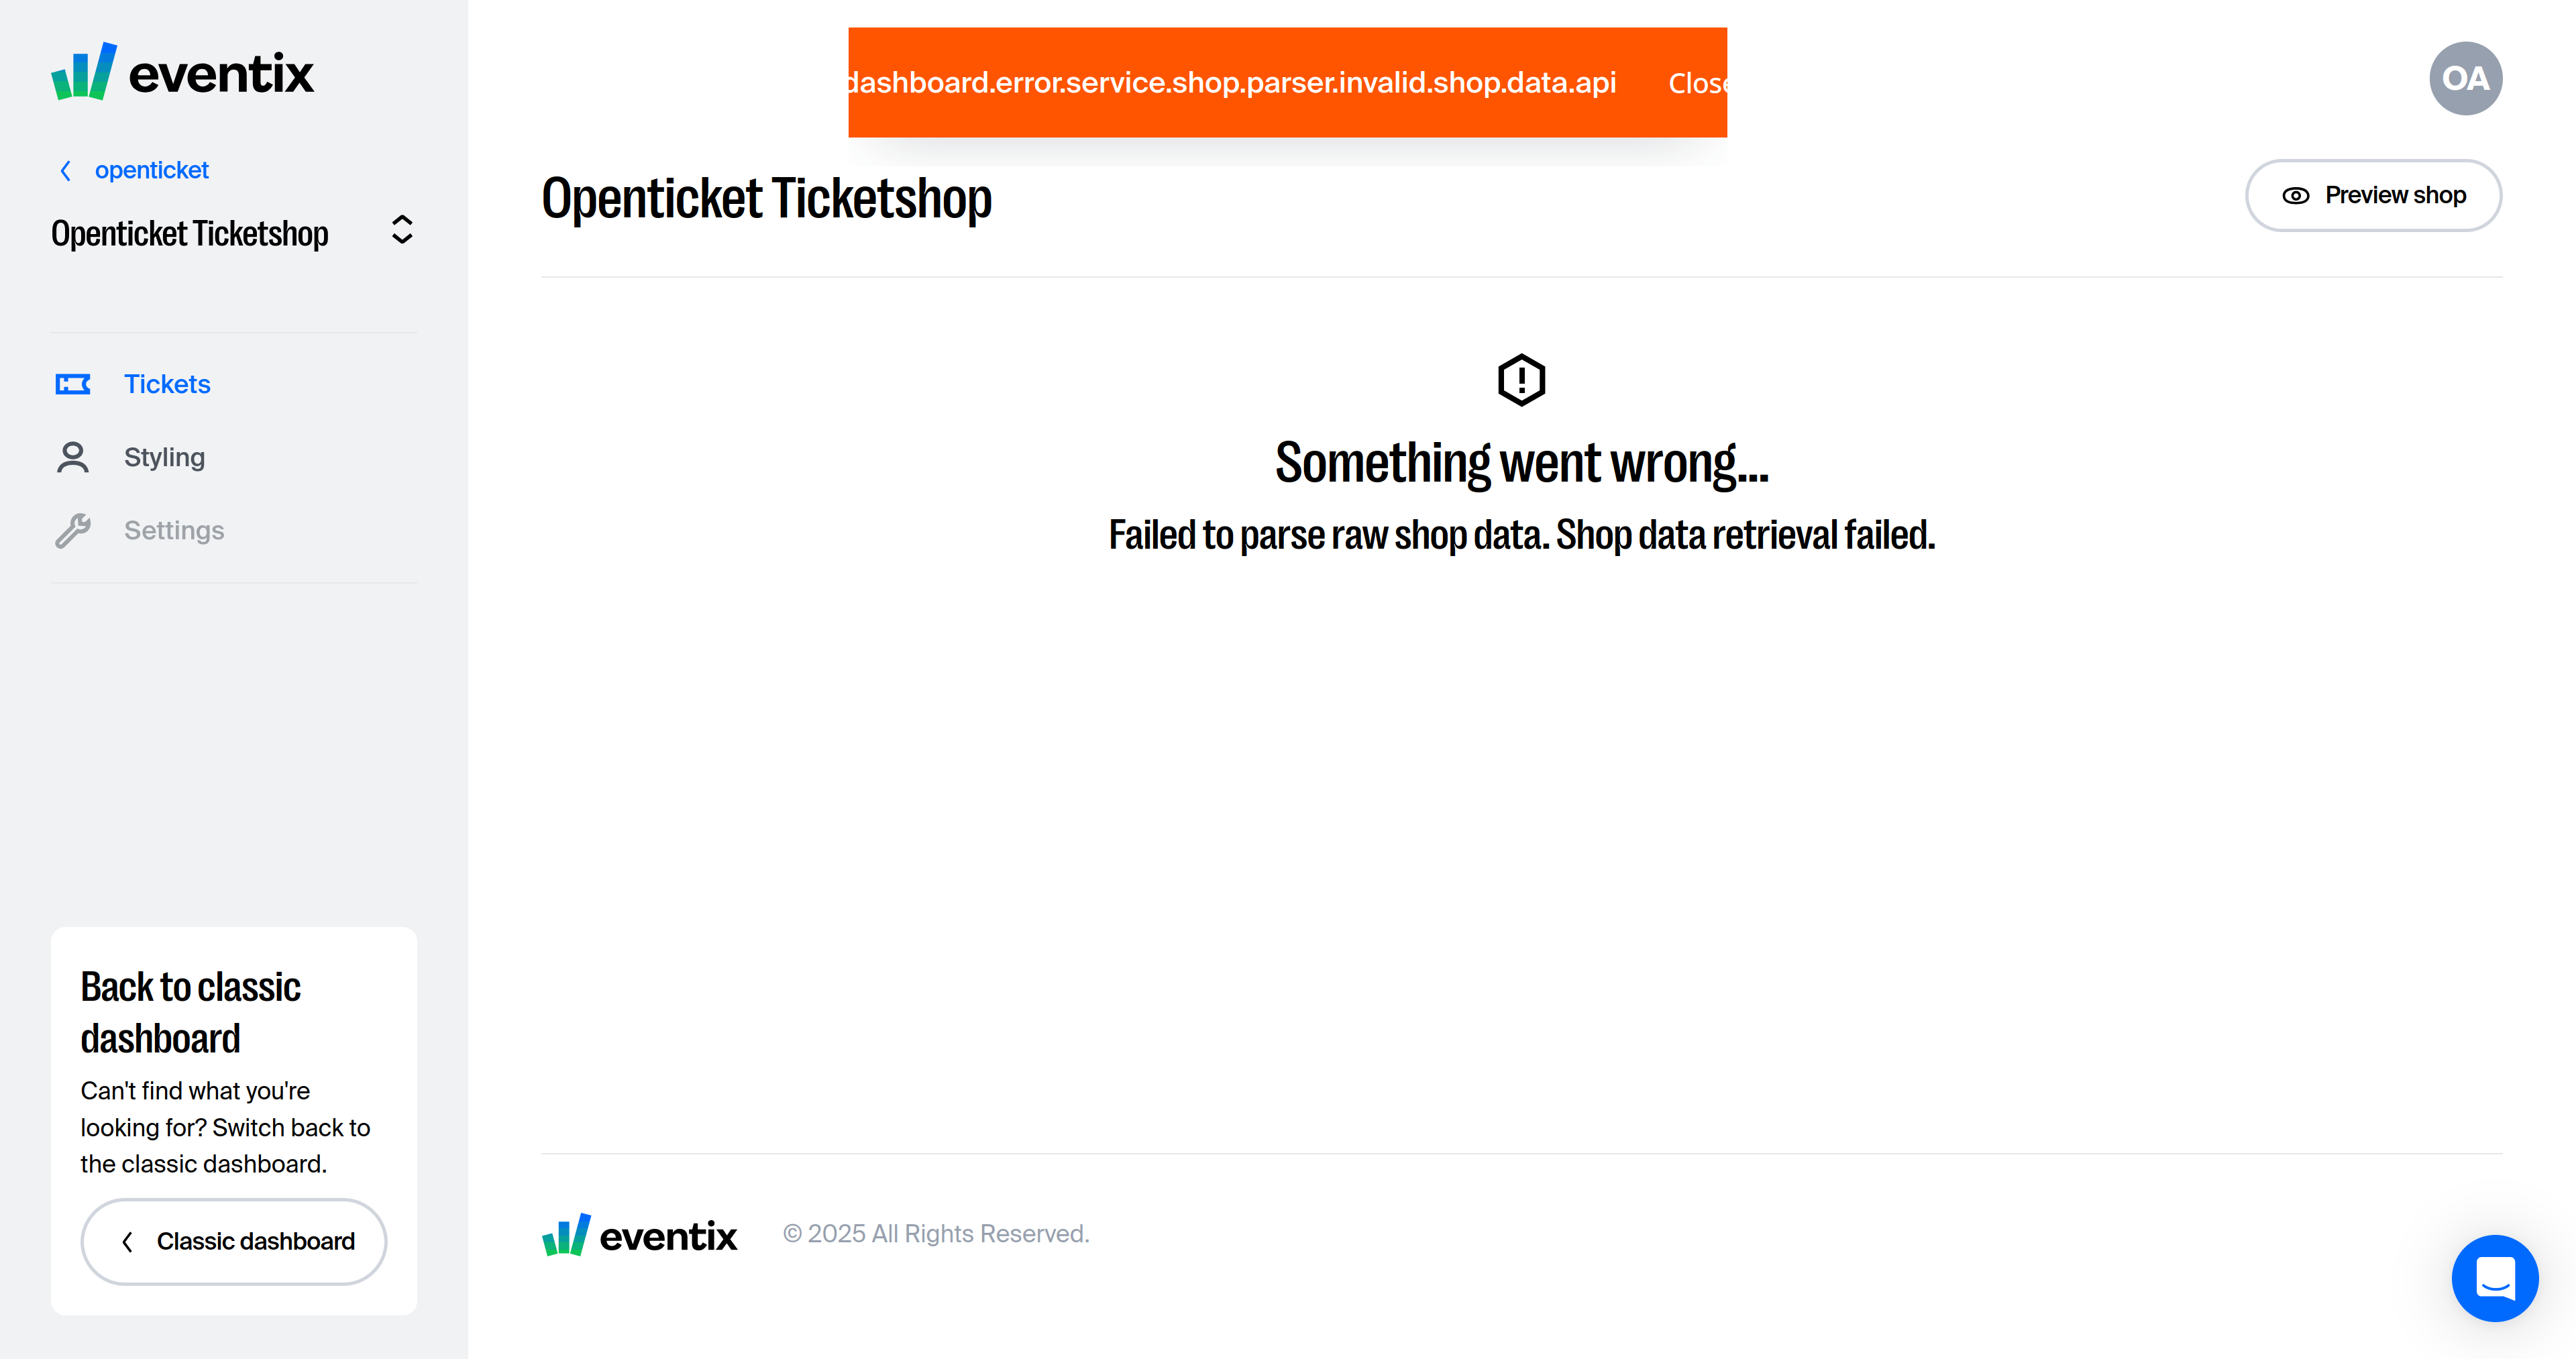 eventix
openticket
Openticket Ticketshop
Tickets
Styling
Settings
Back to classic
dashboard
Can't find what you're
looking for? Switch back to
the classic dashboard.
Classic dashboard
dashboard.error.service.shop.parser.invalid.shop.data.api
Close
OA
Openticket Ticketshop
Preview shop
Something went wrong...
Failed to parse raw shop data. Shop data retrieval failed.
eventix
© 2025 All Rights Reserved.